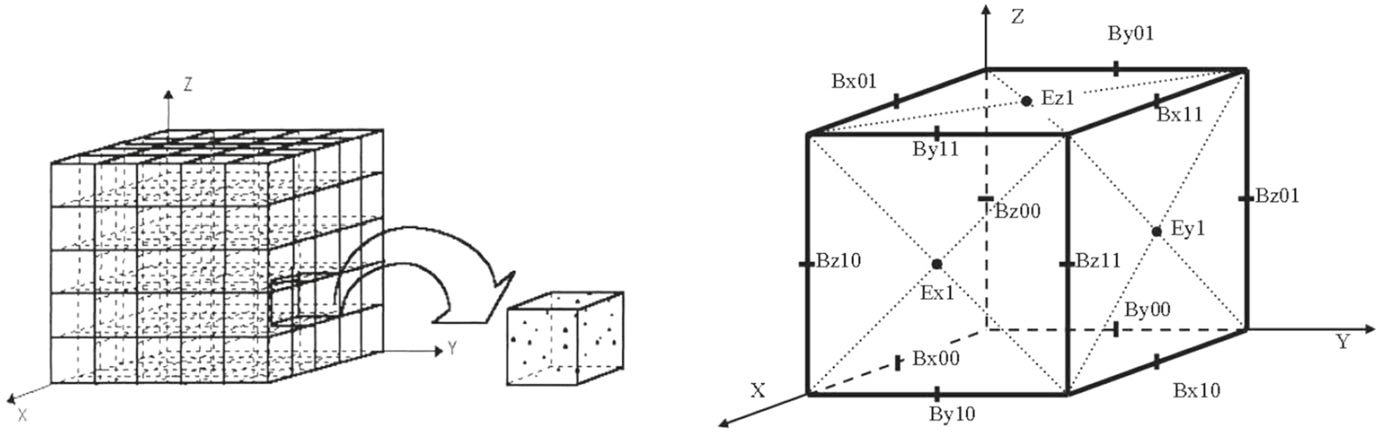 Z
Y
X
Z
By01
Bx01
Ez1
Bx11
By11
Bz00
Bz01
Ey1
Bz10
Bz11
Ex1
By00
Y
Bx00
X
Bx10
By10